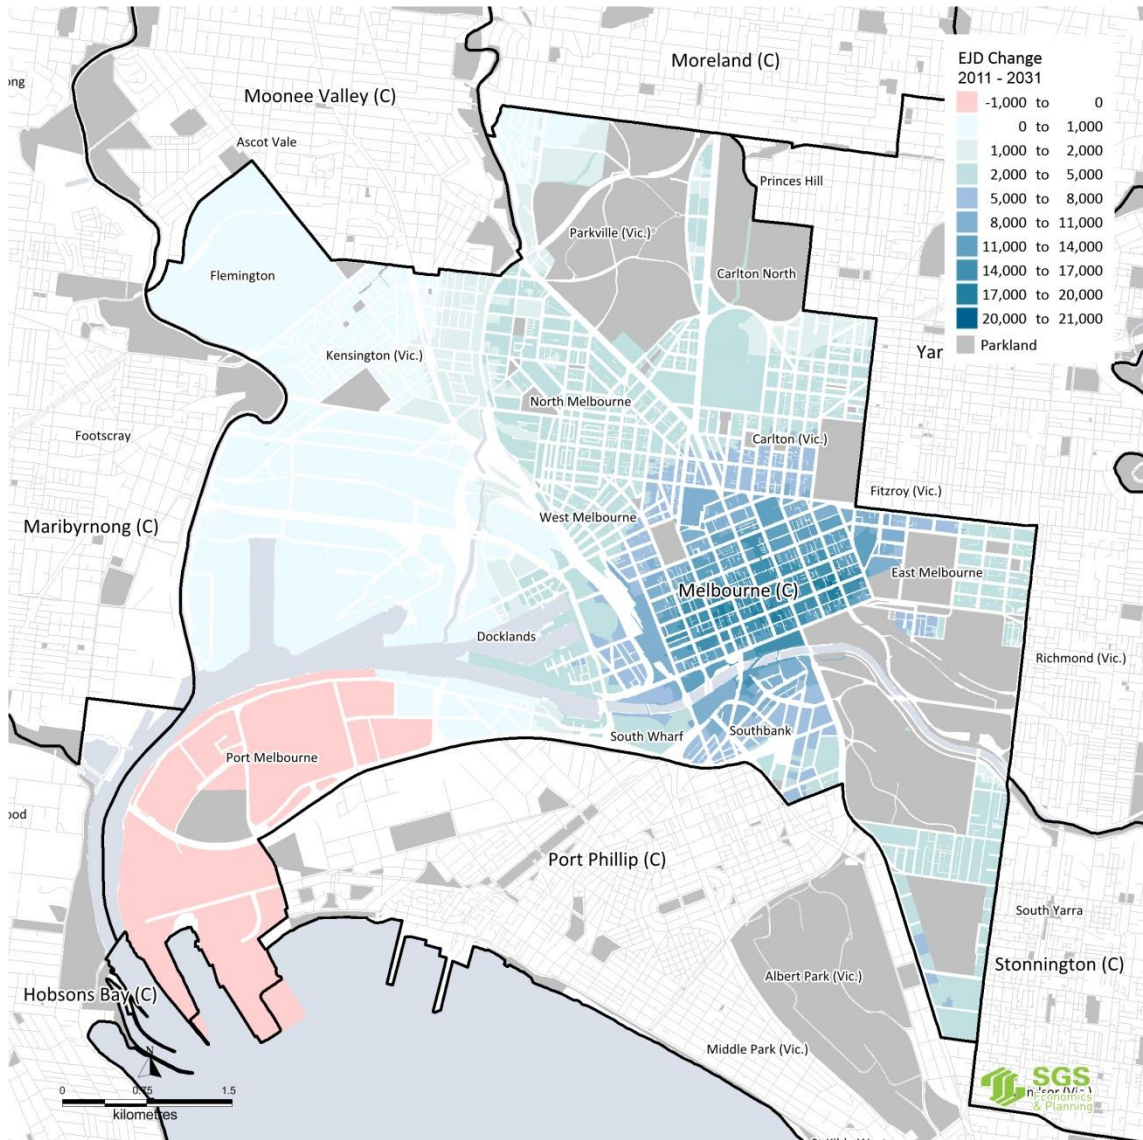 Moreland (C)
EJD Change
2011 - 2031
-1,000 to 0
0 to 1,000
1,000 to 2,000
2,000 to 5,000
5,000 to 8,000
8,000 to 11,000
11,000 to 14,000
14,000 to 17,000
17,000 to 20,000
20,000 to 21,000
Parkland
ong
Moonee Valley (C)
Ascot Vale
Princes Hill
Parkville (Vic.)
Flemington
Carlton North
Yar
Kensington (Vic.)
North Melbourne
Footscray
Carlton (Vic.)
Fitzroy (Vic.)
Maribyrnong (C)
West Melbourne
East Melbourne
Melbourne (C)
Docklands
Richmond (Vic.)
South Wharf
Southbank
Port Melbourne
ood
Port Phillip (C)
South Yarra
Stonnington (C)
Albert Park (Vic.)
Hobsons Bay (C)
Middle Park (Vic.)
N
0 0.75 1.5
kilometres
SGS
Economics
& Planning
ndsor (Vic.)